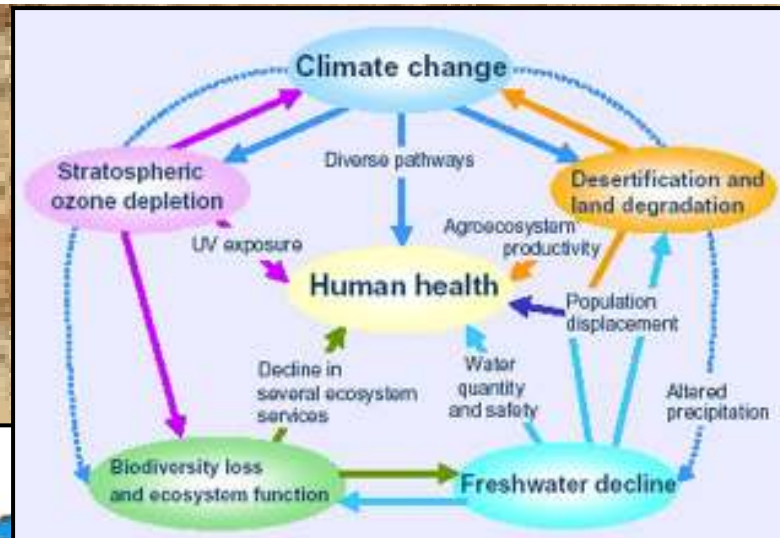 Climate change
Diverse pathways
Stratospheric
ozone depletion
Desertification and
land degradation
UV exposure
Agroecosystem
productivity
Human health
Population
displacement
Decline in
several ecosystem
services
Water
quantity
and safety
Altered
precipitation
Biodiversity loss
and ecosystem function
Freshwater decline